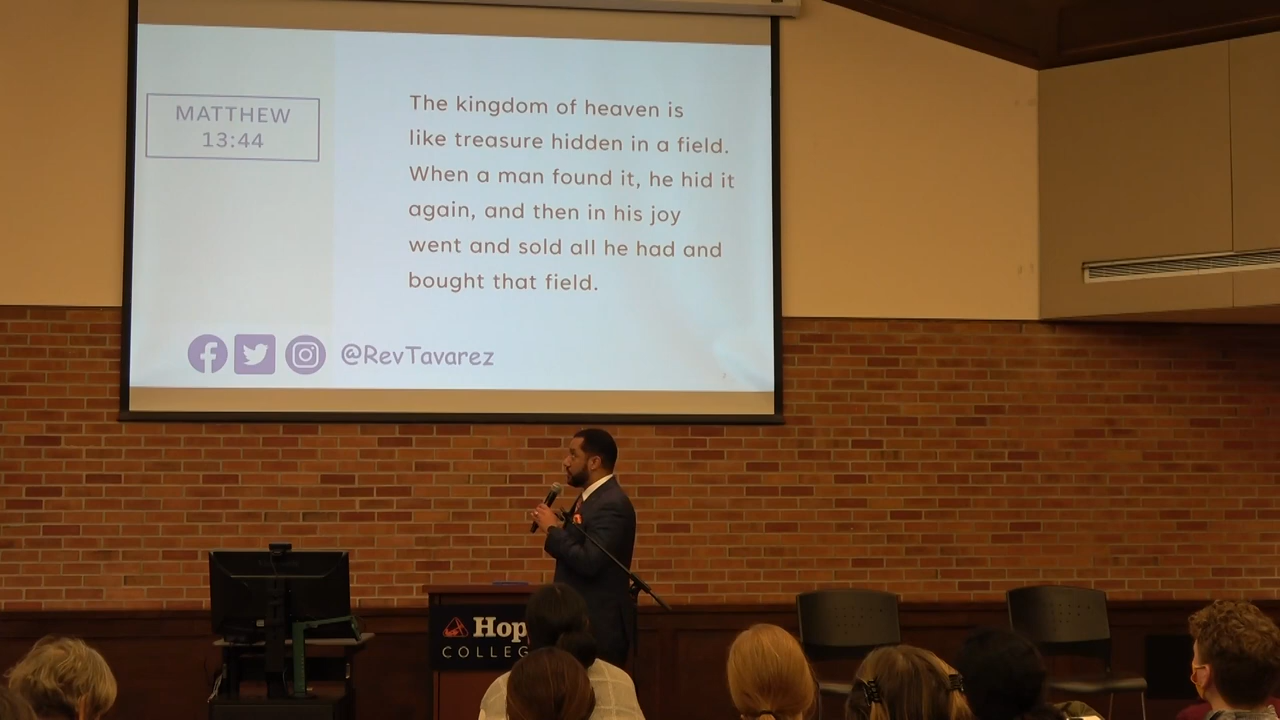 MATTHEW
13:44
The kingdom of heaven is
like treasure hidden in a field.
When a man found it, he hid it
again, and then in his joy
went and sold all he had and
bought that field.
@RevTavarez
Hop
COLLEG